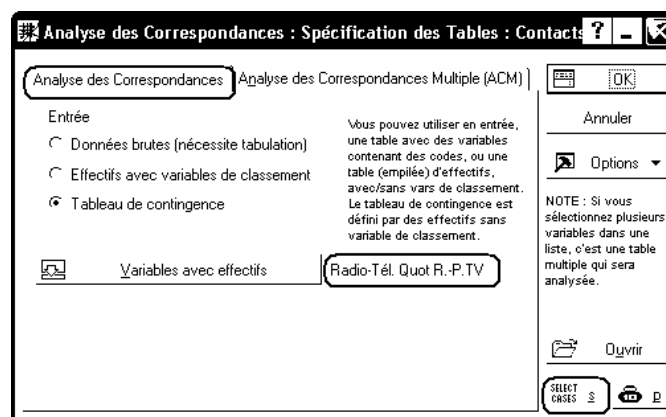 Analyse des Correspondances : Spécification des Tables : Contacts
Analyse des Correspondances
Analyse des Correspondances Multiple (ACM)
Entrée
Données brutes (nécessite tabulation)
Effectifs avec variables de classement
Tableau de contingence
Vous pouvez utiliser en entrée,
une table avec des variables
contenant des codes, ou une
table (empilée) d'effectifs,
avec/sans vars de classement.
Le tableau de contingence est
défini par des effectifs sans
variable de classement.
Variables avec effectifs
Radio-Tél. Quot R.-P.TV
OK
Annuler
Options
NOTE : Si vous
sélectionnez plusieurs
variables dans une
liste, c'est une table
multiple qui sera
analysée.
Ouvrir
SELECT
CASES S
p